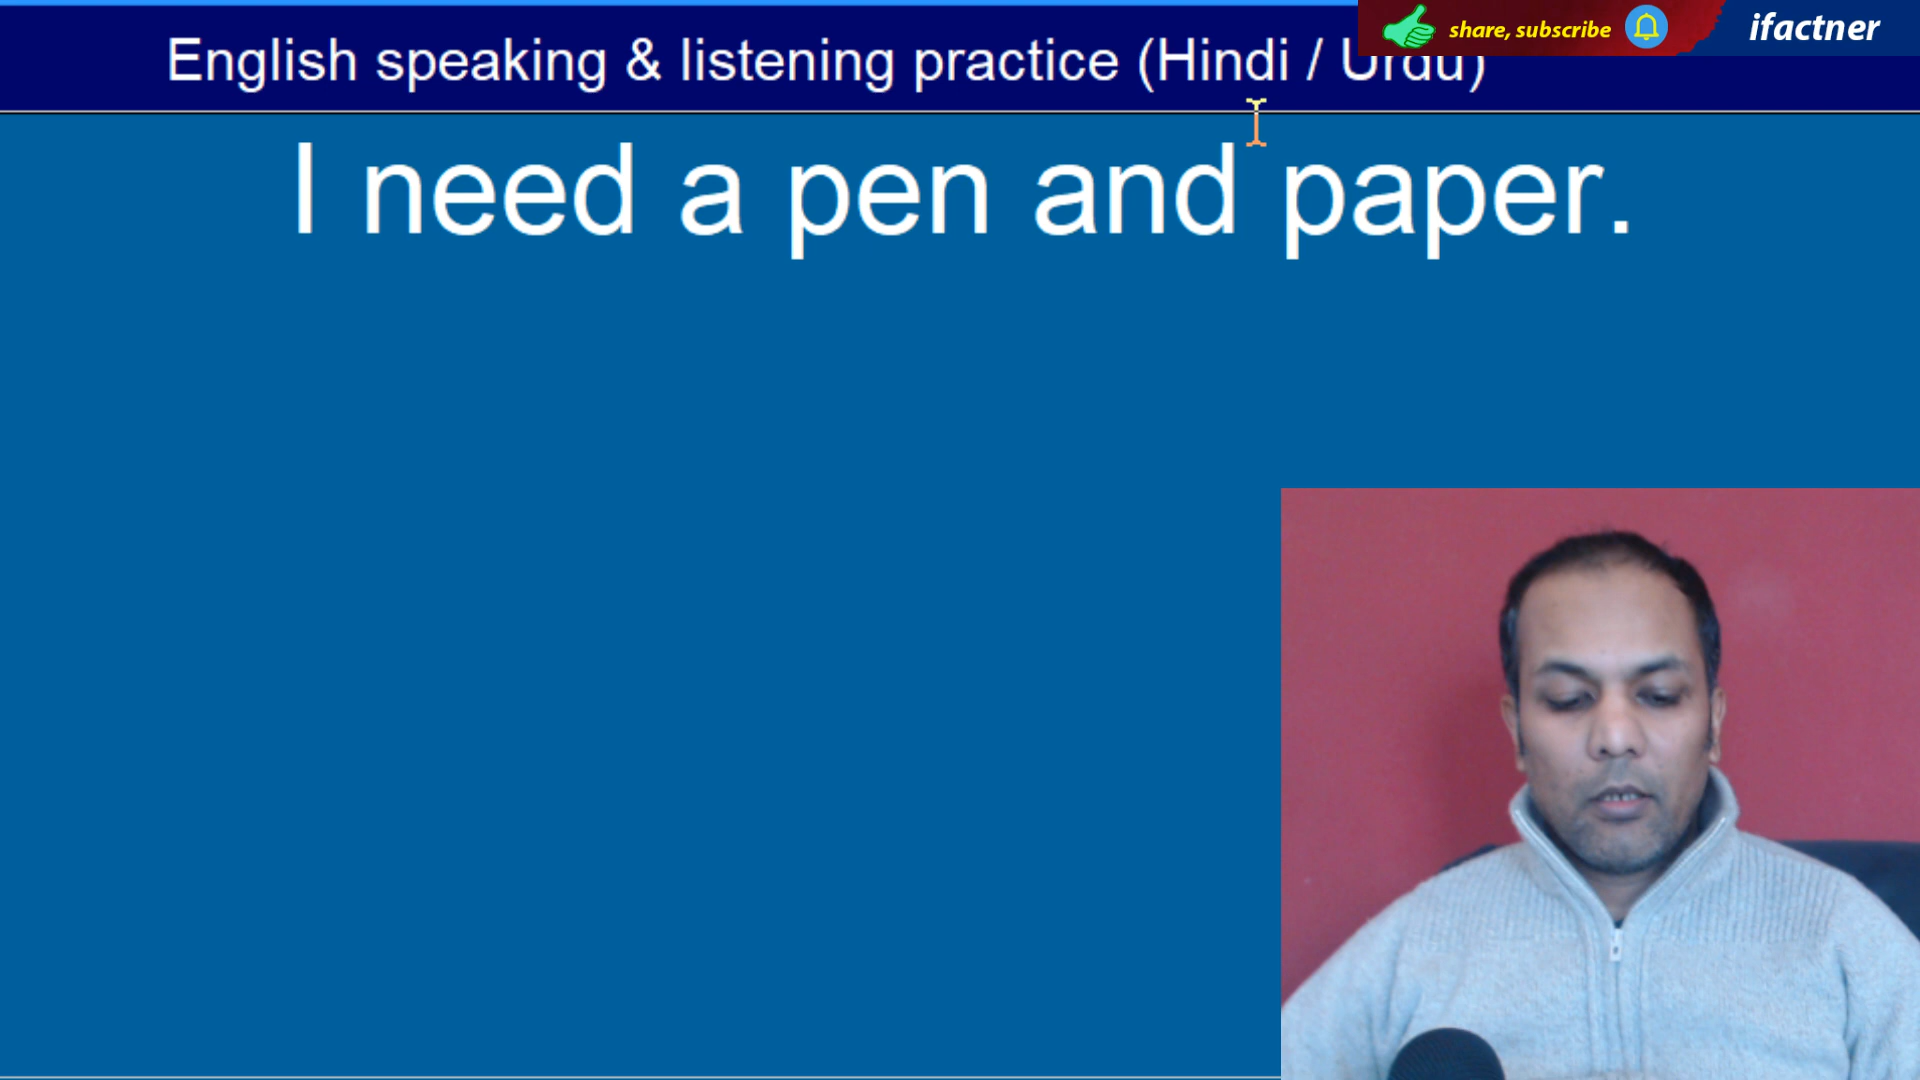 English speaking & listening practice (Hindi / Urdu)
share, subscribe
ifactner
I need a pen and paper.